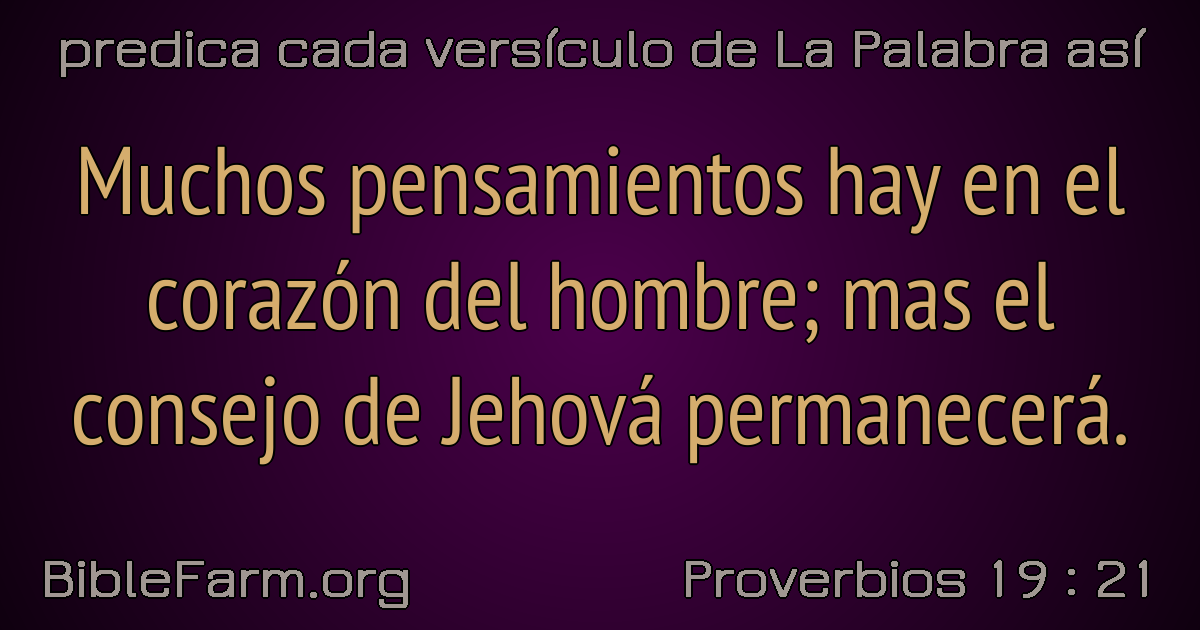 predica cada versículo de La Palabra así
Muchos pensamientos hay en el
corazón del hombre; mas el
consejo de Jehová permanecerá.
BibleFarm.org
Proverbios 19 : 21